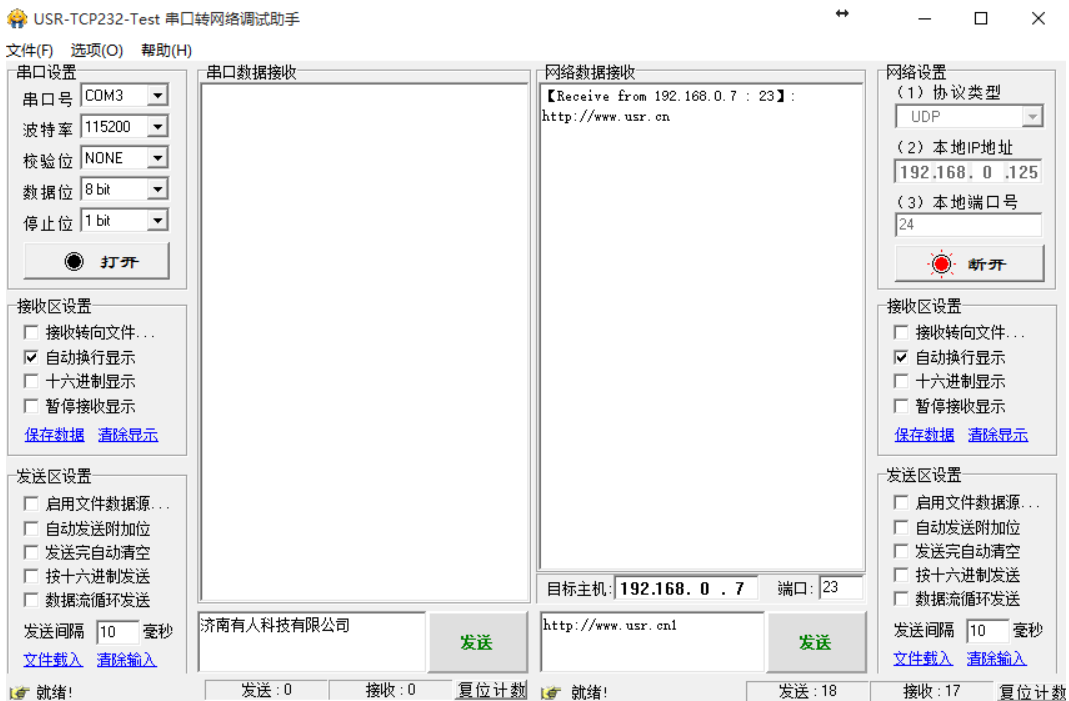 USR-TCP232-Test 串口转网络调试助手
文件(F) 选项(O) 帮助(H)
串口设置
串口号 COM3
波特率 115200
校验位 NONE
数据位 8 bit
停止位 1 bit
打开
接收区设置
接收转向文件...
自动换行显示
十六进制显示
暂停接收显示
保存数据 清除显示
发送区设置
启用文件数据源...
自动发送附加位
发送完自动清空
按十六进制发送
数据流循环发送
发送间隔 10 毫秒
文件载入 清除输入
就绪!
串口数据接收
济南有人科技有限公司
发送
发送:0 接收:0 复位计数
网络数据接收
【Receive from 192.168.0.7 : 23】:
http://www.usr.cn
目标主机: 192.168. 0 . 7 端口: 23
http://www.usr.cn1
发送
就绪! 发送:18 接收:17 复位计数
网络设置
(1) 协议类型
UDP
(2) 本地IP地址
192.168. 0 .125
(3) 本地端口号
24
断开
接收区设置
接收转向文件...
自动换行显示
十六进制显示
暂停接收显示
保存数据 清除显示
发送区设置
启用文件数据源...
自动发送附加位
发送完自动清空
按十六进制发送
数据流循环发送
发送间隔 10 毫秒
文件载入 清除输入